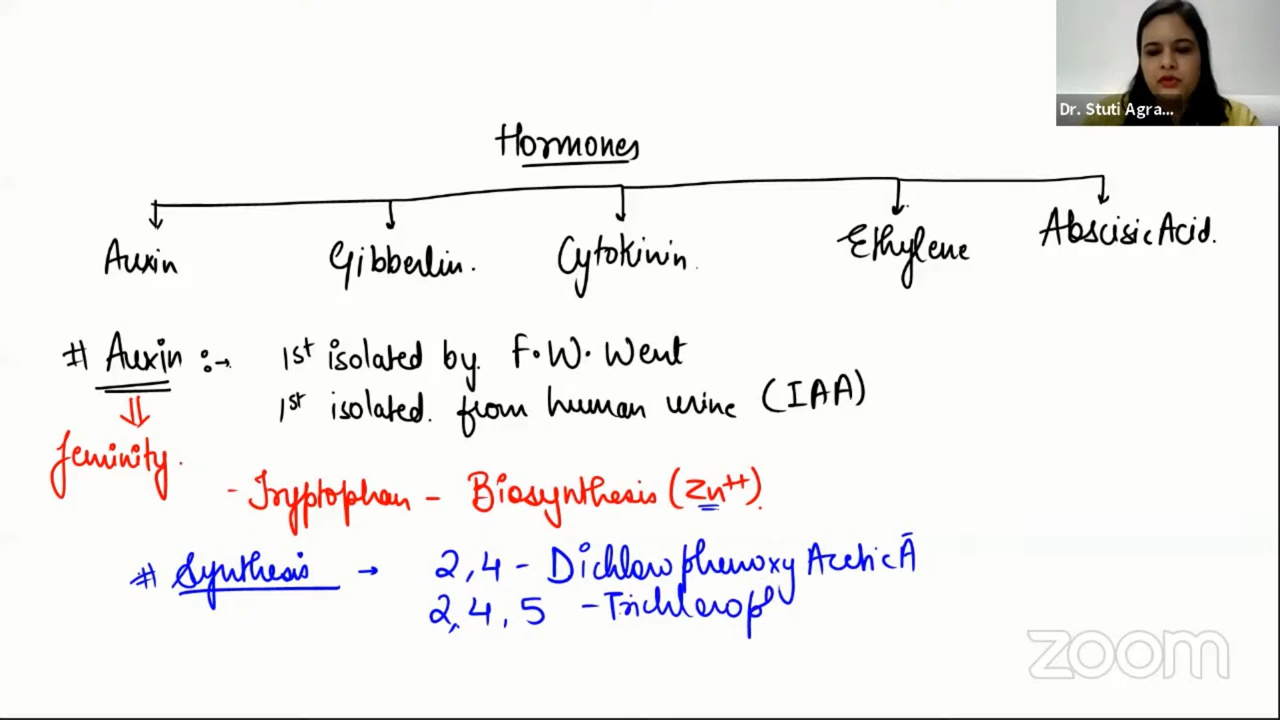 Dr. Stuti Agra...
Hormones
Auxin Gibberlin. Cytokinin. Ethylene Abscisic Acid.
# Auxin :→ 1st isolated by. F.W. Went
1st isolated. from human urine (IAA)
feminity.
- Tryptophan - Biosynthesis (Zn++).
# Synthesis → 2,4 - Dichlorophenoxy Acetic Ā
2,4,5 - Trichloroph
zoom